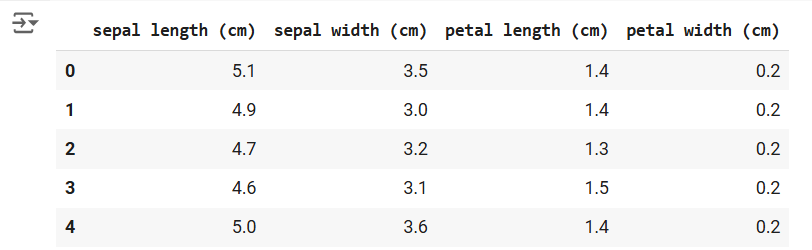 sepal length (cm) sepal width (cm) petal length (cm) petal width (cm)
0 5.1 3.5 1.4 0.2
1 4.9 3.0 1.4 0.2
2 4.7 3.2 1.3 0.2
3 4.6 3.1 1.5 0.2
4 5.0 3.6 1.4 0.2